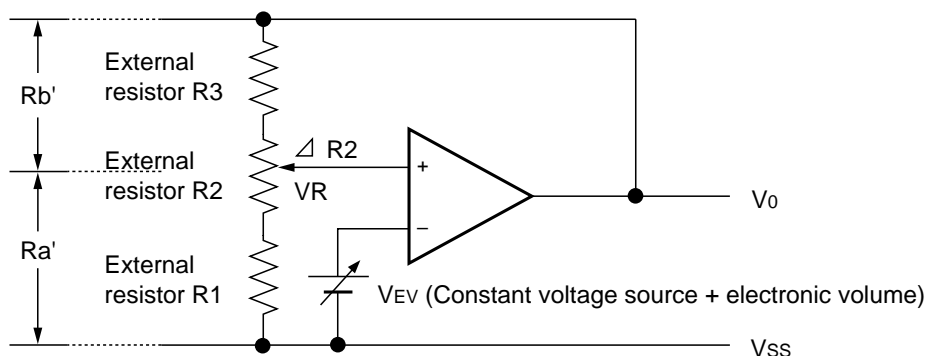 External
resistor R3
Rb'
⊿ R2
External
resistor R2
VR
+
–
V0
Ra'
External
resistor R1
VEV (Constant voltage source + electronic volume)
VSS